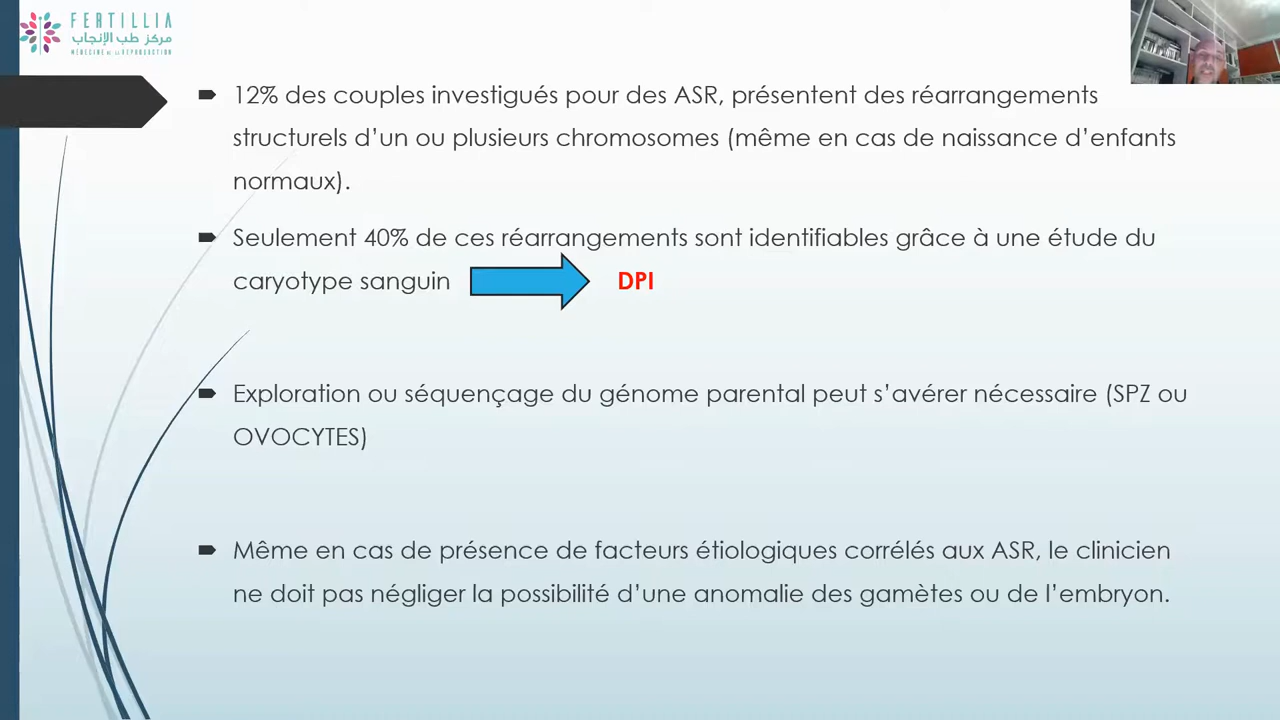 FERTILLIA
مركز طب الإنجاب
MÉDECINE DE LA REPRODUCTION
12% des couples investigués pour des ASR, présentent des réarrangements
structurels d’un ou plusieurs chromosomes (même en cas de naissance d’enfants
normaux).
Seulement 40% de ces réarrangements sont identifiables grâce à une étude du
caryotype sanguin DPI
Exploration ou séquençage du génome parental peut s’avérer nécessaire (SPZ ou
OVOCYTES)
Même en cas de présence de facteurs étiologiques corrélés aux ASR, le clinicien
ne doit pas négliger la possibilité d’une anomalie des gamètes ou de l’embryon.